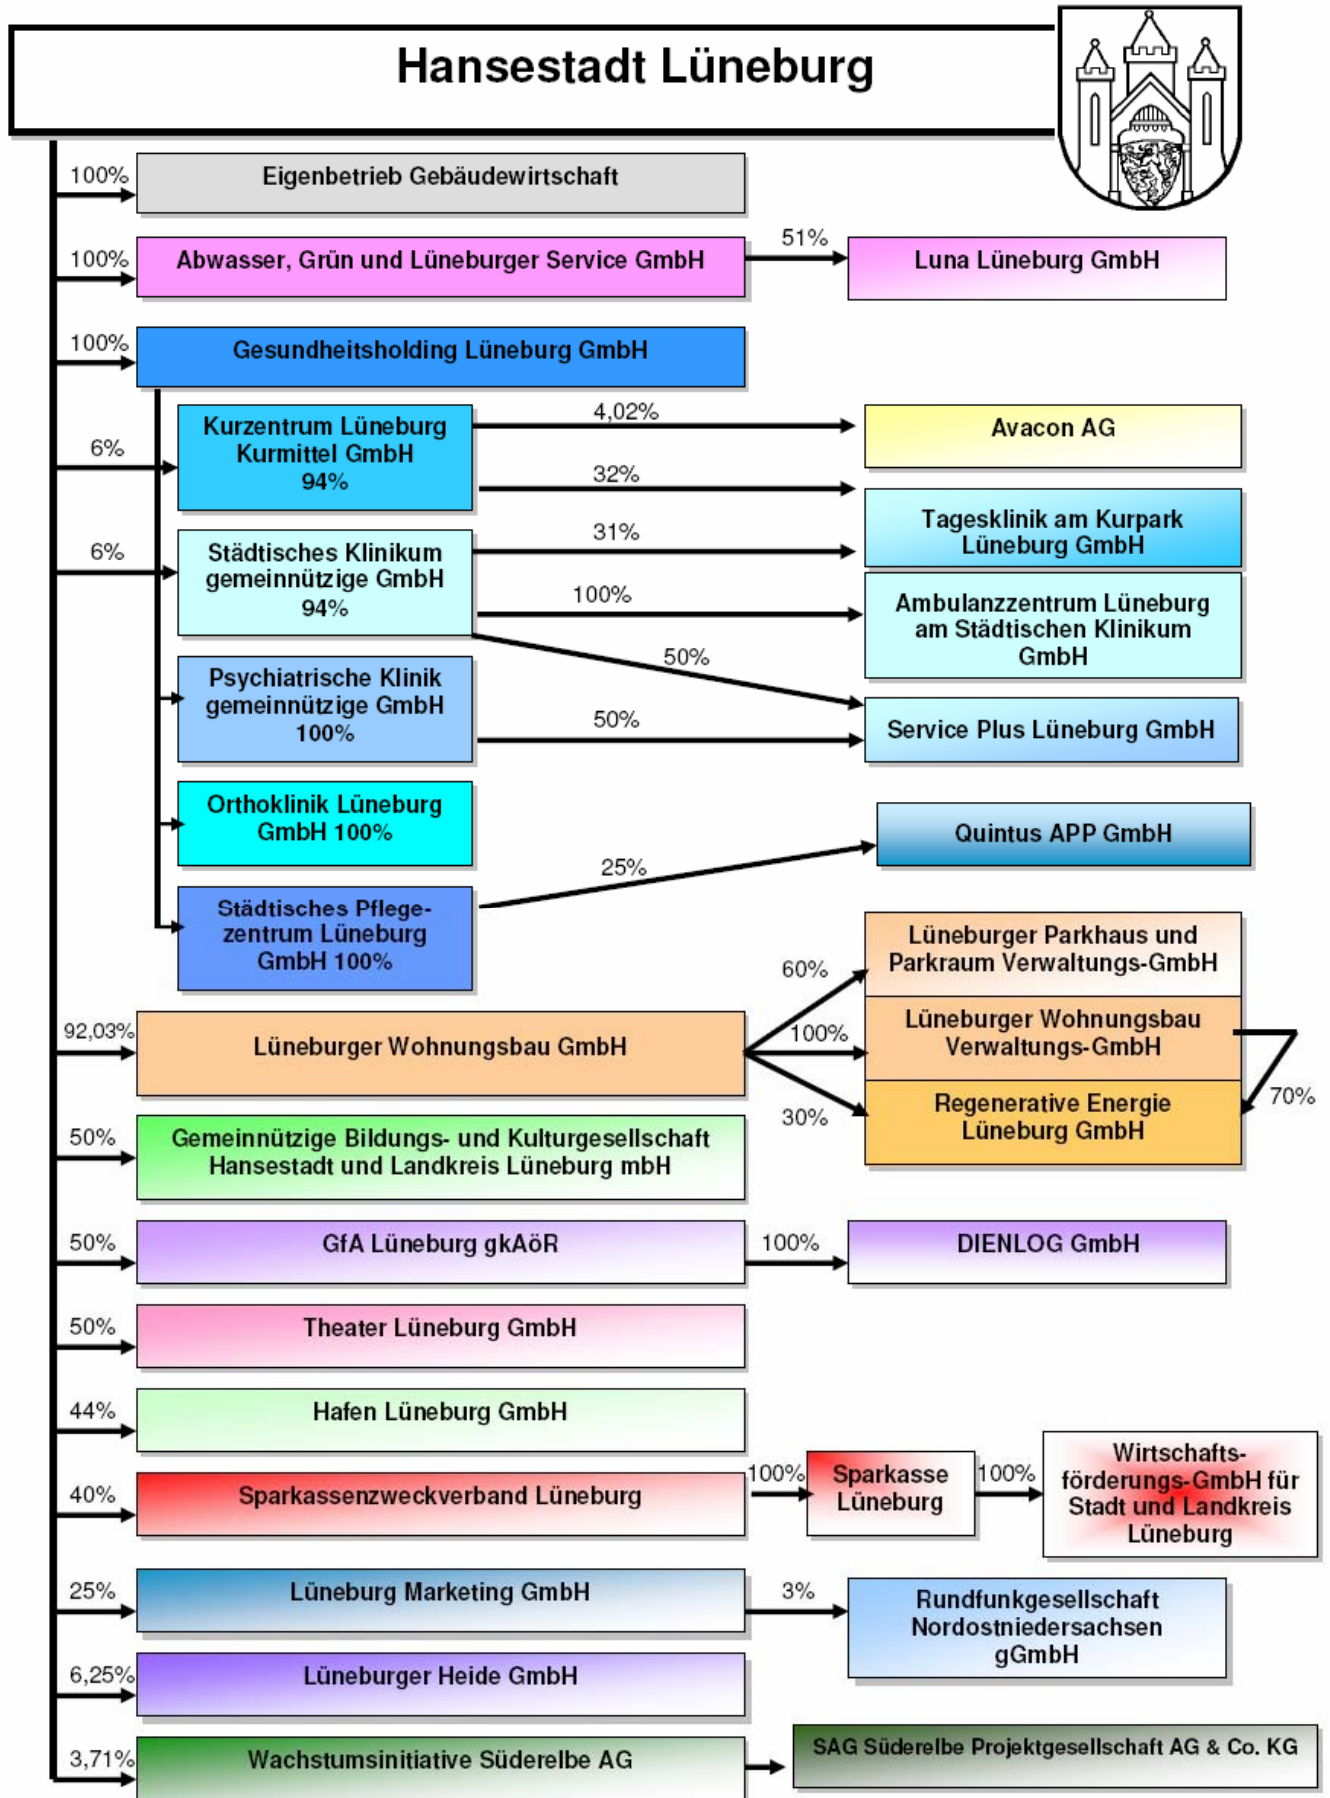 Hansestadt Lüneburg
100%
Eigenbetrieb Gebäudewirtschaft
100%
Abwasser, Grün und Lüneburger Service GmbH
51%
Luna Lüneburg GmbH
100%
Gesundheitsholding Lüneburg GmbH
6%
Kurzentrum Lüneburg
Kurmittel GmbH
94%
4,02%
Avacon AG
32%
Tagesklinik am Kurpark
Lüneburg GmbH
6%
Städtisches Klinikum
gemeinnützige GmbH
94%
31%
100%
Ambulanzzentrum Lüneburg
am Städtischen Klinikum
GmbH
50%
Psychiatrische Klinik
gemeinnützige GmbH
100%
50%
Service Plus Lüneburg GmbH
Orthoklinik Lüneburg
GmbH 100%
Quintus APP GmbH
25%
Städtisches Pflege-
zentrum Lüneburg
GmbH 100%
92,03%
Lüneburger Wohnungsbau GmbH
60%
Lüneburger Parkhaus und
Parkraum Verwaltungs-GmbH
100%
Lüneburger Wohnungsbau
Verwaltungs-GmbH
30%
Regenerative Energie
Lüneburg GmbH
70%
50%
Gemeinnützige Bildungs- und Kulturgesellschaft
Hansestadt und Landkreis Lüneburg mbH
50%
GfA Lüneburg gkAöR
100%
DIENLOG GmbH
50%
Theater Lüneburg GmbH
44%
Hafen Lüneburg GmbH
40%
Sparkassenzweckverband Lüneburg
100%
Sparkasse
Lüneburg
100%
Wirtschafts-
förderungs-GmbH für
Stadt und Landkreis
Lüneburg
25%
Lüneburg Marketing GmbH
3%
Rundfunkgesellschaft
Nordostniedersachsen
gGmbH
6,25%
Lüneburger Heide GmbH
3,71%
Wachstumsinitiative Süderelbe AG
SAG Süderelbe Projektgesellschaft AG & Co. KG